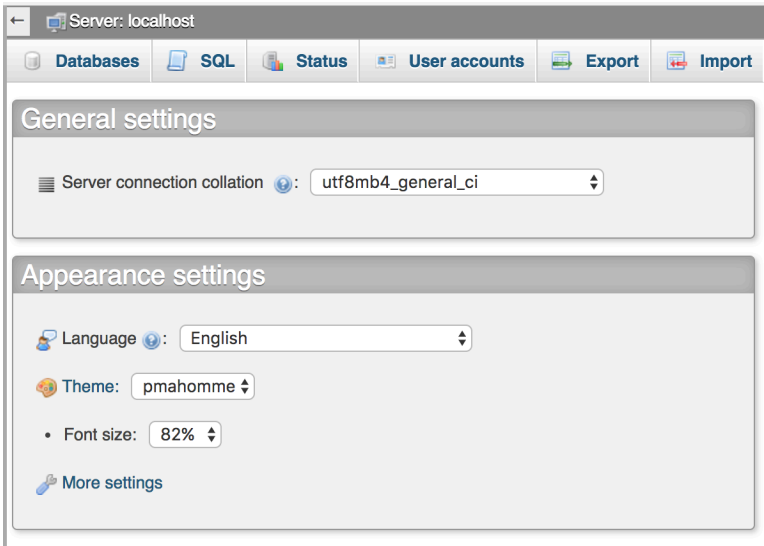 Server: localhost
Databases SQL Status User accounts Export Import
General settings
Server connection collation : utf8mb4_general_ci
Appearance settings
Language : English
Theme: pmahomme
• Font size: 82%
More settings